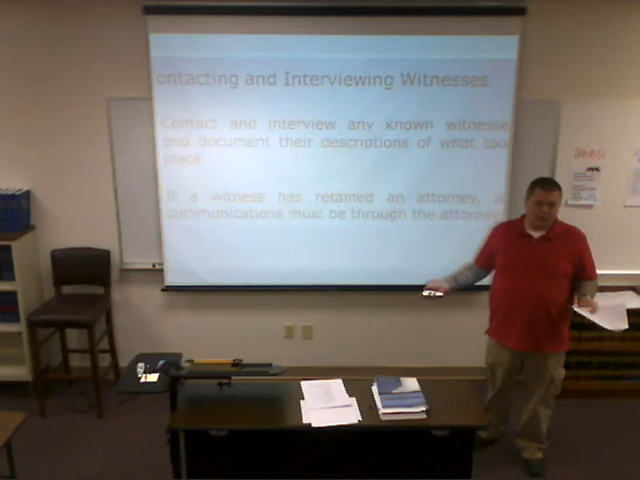 ontacting and Interviewing Witnesses
Contact and interview any known witnesse
and document their descriptions of what too
place
If a witness has retained an attorney, a
communications must be through the attorney